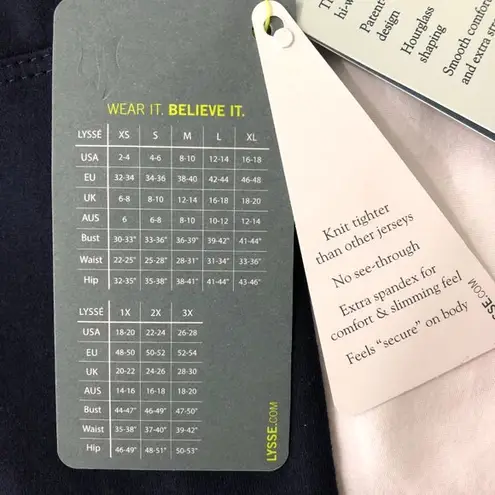 WEAR IT. BELIEVE IT.
LYSSÉ XS S M L XL
USA 2-4 4-6 8-10 12-14 16-18
EU 32-34 34-36 38-40 42-44 46-48
UK 6-8 8-10 12-14 16-18 18-20
AUS 6 6-8 8-10 10-12 12-14
Bust 30-33" 33-36" 36-39" 39-42" 41-44"
Waist 22-25" 25-28" 28-31" 31-34" 33-36"
Hip 32-35" 35-38" 38-41" 41-44" 43-46"
LYSSÉ 1X 2X 3X
USA 18-20 22-24 26-28
EU 48-50 50-52 52-54
UK 20-22 24-26 28-30
AUS 14-16 16-18 18-20
Bust 44-47" 46-49" 47-50"
Waist 35-38" 37-40" 39-42"
Hip 46-49" 48-51" 50-53"
LYSSE.COM
Knit tighter
than other jerseys
No see-through
Extra spandex for
comfort & slimming feel
Feels "secure" on body
SSE.COM
hi-w
Patent
design
Hourglass
shaping
Smooth comfor
and extra str